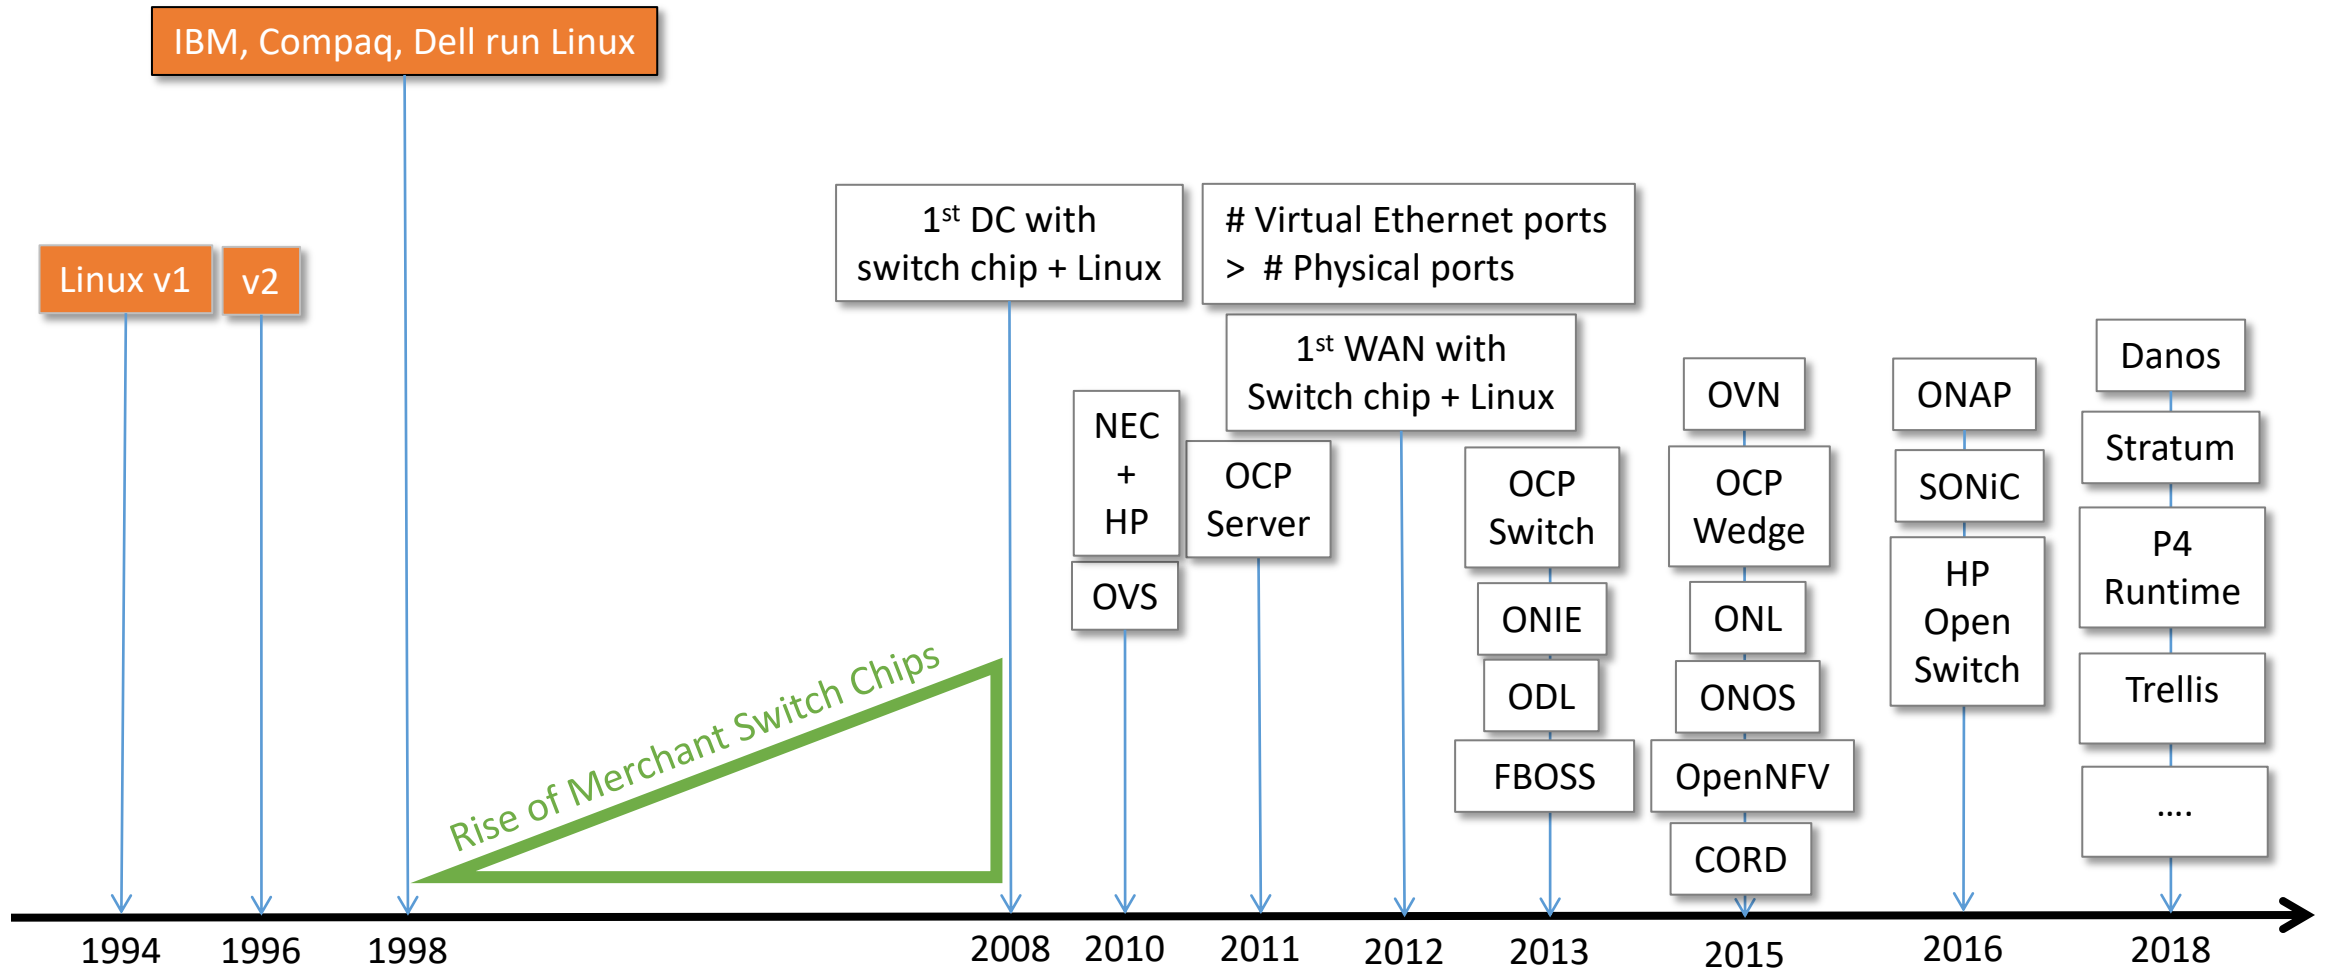 IBM, Compaq, Dell run Linux
Linux v1
v2
Rise of Merchant Switch Chips
1st DC with
switch chip + Linux
# Virtual Ethernet ports
> # Physical ports
1st WAN with
Switch chip + Linux
NEC
+
HP
OVS
OCP
Server
OCP
Switch
ONIE
ODL
FBOSS
OVN
OCP
Wedge
ONL
ONOS
OpenNFV
CORD
ONAP
SONiC
HP
Open
Switch
Danos
Stratum
P4
Runtime
Trellis
....
1994
1996
1998
2008
2010
2011
2012
2013
2015
2016
2018